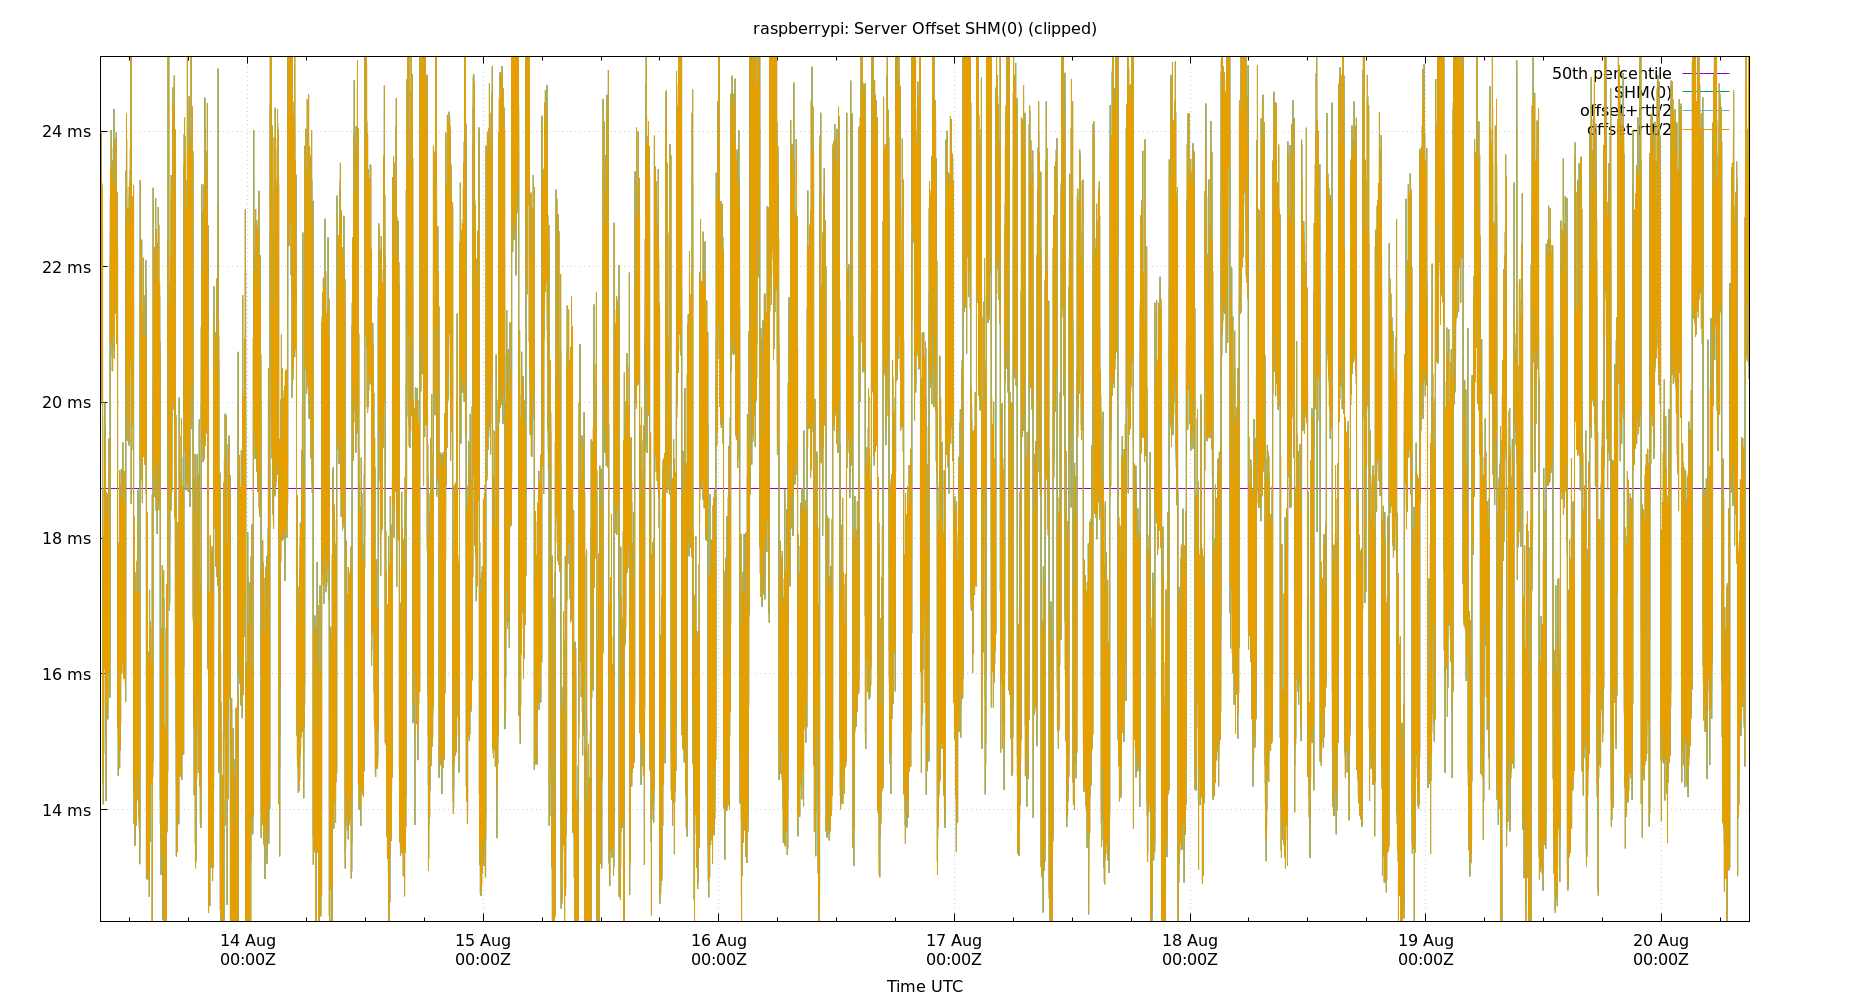 raspberrypi: Server Offset SHM(0) (clipped)
50th percentile
SHM(0)
offset+rtt/2
offset-rtt/2
24 ms
22 ms
20 ms
18 ms
16 ms
14 ms
14 Aug 15 Aug 16 Aug 17 Aug 18 Aug 19 Aug 20 Aug
00:00Z 00:00Z 00:00Z 00:00Z 00:00Z 00:00Z 00:00Z
Time UTC